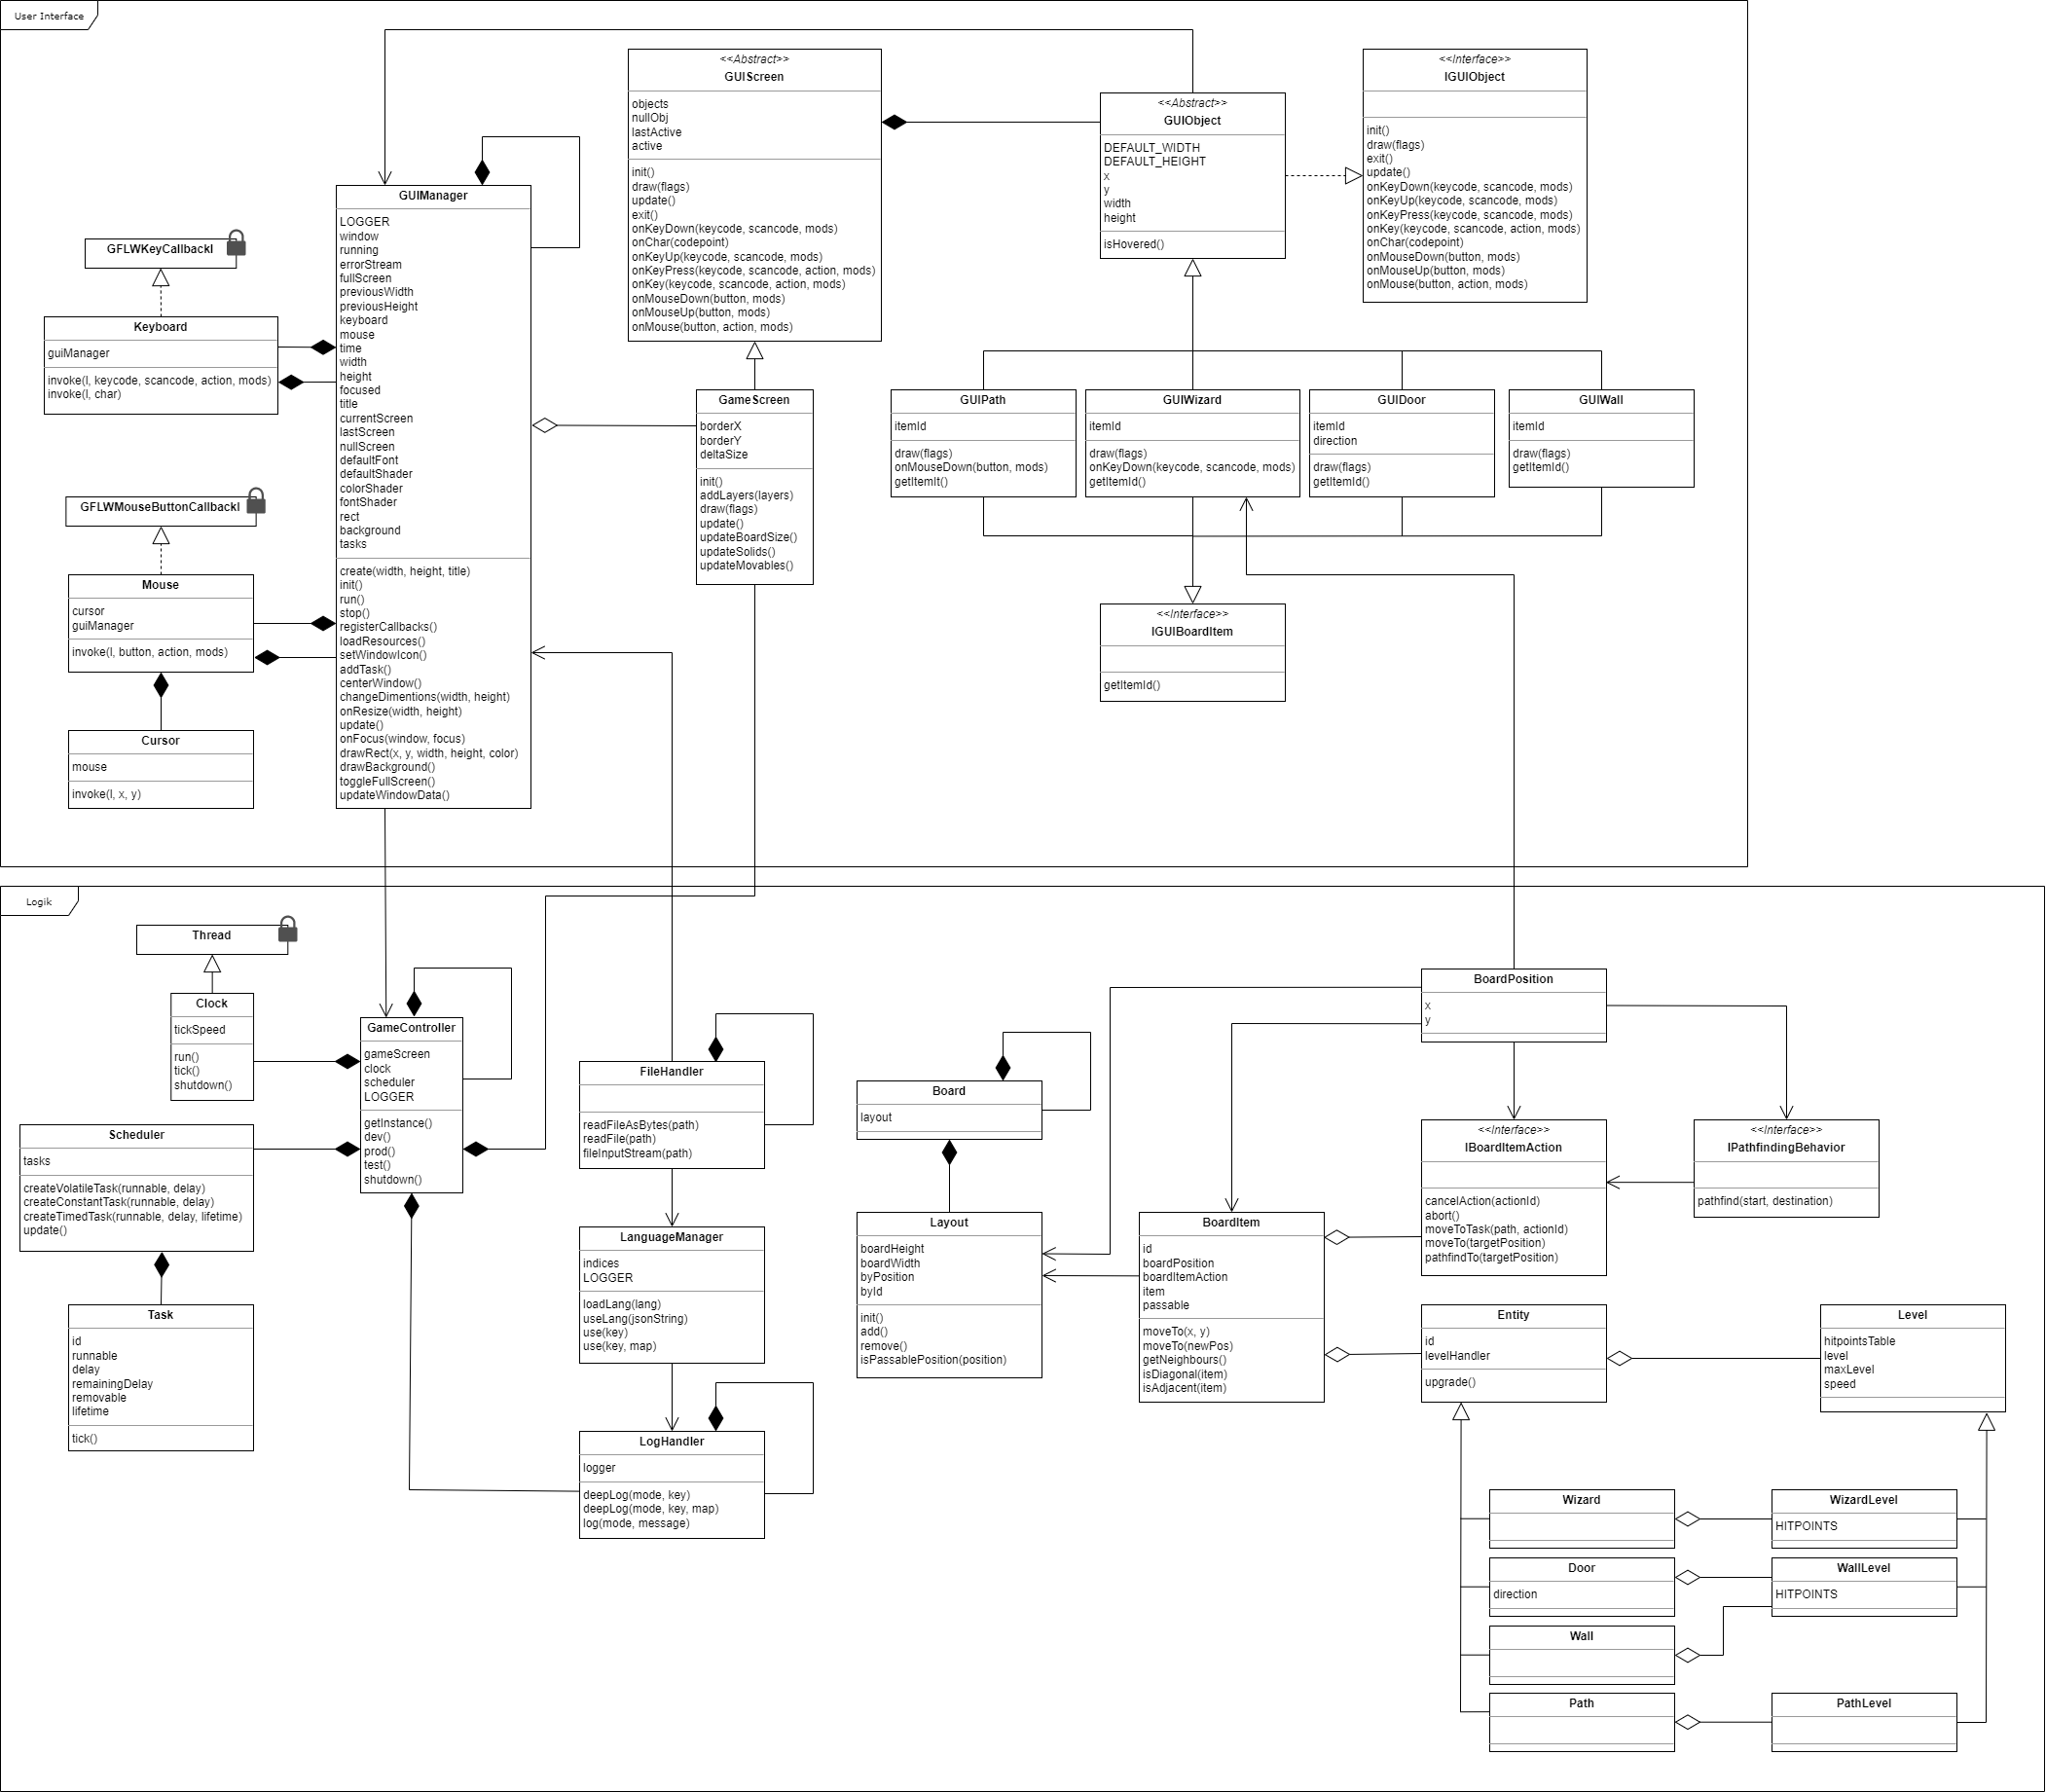 User Interface
<<Abstract>>
GUIScreen
objects
nullObj
lastActive
active
init()
draw(flags)
update()
exit()
onKeyDown(keycode, scancode, mods)
onChar(codepoint)
onKeyUp(keycode, scancode, mods)
onKeyPress(keycode, scancode, action, mods)
onKey(keycode, scancode, action, mods)
onMouseDown(button, mods)
onMouseUp(button, mods)
onMouse(button, action, mods)
<<Abstract>>
GUIObject
DEFAULT_WIDTH
DEFAULT_HEIGHT
x
y
width
height
isHovered()
<<Interface>>
IGUIObject
init()
draw(flags)
exit()
update()
onKeyDown(keycode, scancode, mods)
onKeyUp(keycode, scancode, mods)
onKeyPress(keycode, scancode, mods)
onKey(keycode, scancode, action, mods)
onChar(codepoint)
onMouseDown(button, mods)
onMouseUp(button, mods)
onMouse(button, action, mods)
GUIManager
LOGGER
window
running
errorStream
fullScreen
previousWidth
previousHeight
keyboard
mouse
time
width
height
focused
title
currentScreen
lastScreen
nullScreen
defaultFont
defaultShader
colorShader
fontShader
rect
background
tasks
create(width, height, title)
init()
run()
stop()
registerCallbacks()
loadResources()
setWindowIcon()
addTask()
centerWindow()
changeDimentions(width, height)
onResize(width, height)
update()
onFocus(window, focus)
drawRect(x, y, width, height, color)
drawBackground()
toggleFullScreen()
updateWindowData()
GFLWKeyCallbackI
Keyboard
guiManager
invoke(l, keycode, scancode, action, mods)
invoke(l, char)
GFLWMouseButtonCallbackI
Mouse
cursor
guiManager
invoke(l, button, action, mods)
Cursor
mouse
invoke(l, x, y)
GameScreen
borderX
borderY
deltaSize
init()
addLayers(layers)
draw(flags)
update()
updateBoardSize()
updateSolids()
updateMovables()
GUIPath
itemId
draw(flags)
onMouseDown(button, mods)
getItemIt()
GUIWizard
itemId
draw(flags)
onKeyDown(keycode, scancode, mods)
getItemId()
GUIDoor
itemId
direction
draw(flags)
getItemId()
GUIWall
itemId
draw(flags)
getItemId()
<<Interface>>
IGUIBoardItem
getItemId()
Logik
Thread
Clock
tickSpeed
run()
tick()
shutdown()
Scheduler
tasks
createVolatileTask(runnable, delay)
createConstantTask(runnable, delay)
createTimedTask(runnable, delay, lifetime)
update()
Task
id
runnable
delay
remainingDelay
removable
lifetime
tick()
GameController
gameScreen
clock
scheduler
LOGGER
getInstance()
dev()
prod()
test()
shutdown()
FileHandler
readFileAsBytes(path)
readFile(path)
fileInputStream(path)
LanguageManager
indices
LOGGER
loadLang(lang)
useLang(jsonString)
use(key)
use(key, map)
LogHandler
logger
deepLog(mode, key)
deepLog(mode, key, map)
log(mode, message)
Board
layout
Layout
boardHeight
boardWidth
byPosition
byId
init()
add()
remove()
isPassablePosition(position)
BoardPosition
x
y
BoardItem
id
boardPosition
boardItemAction
item
passable
moveTo(x, y)
moveTo(newPos)
getNeighbours()
isDiagonal(item)
isAdjacent(item)
<<Interface>>
IBoardItemAction
cancelAction(actionId)
abort()
moveToTask(path, actionId)
moveTo(targetPosition)
pathfindTo(targetPosition)
<<Interface>>
IPathfindingBehavior
pathfind(start, destination)
Entity
id
levelHandler
upgrade()
Level
hitpointsTable
level
maxLevel
speed
Wizard
WizardLevel
HITPOINTS
Door
direction
WallLevel
HITPOINTS
Wall
Path
PathLevel